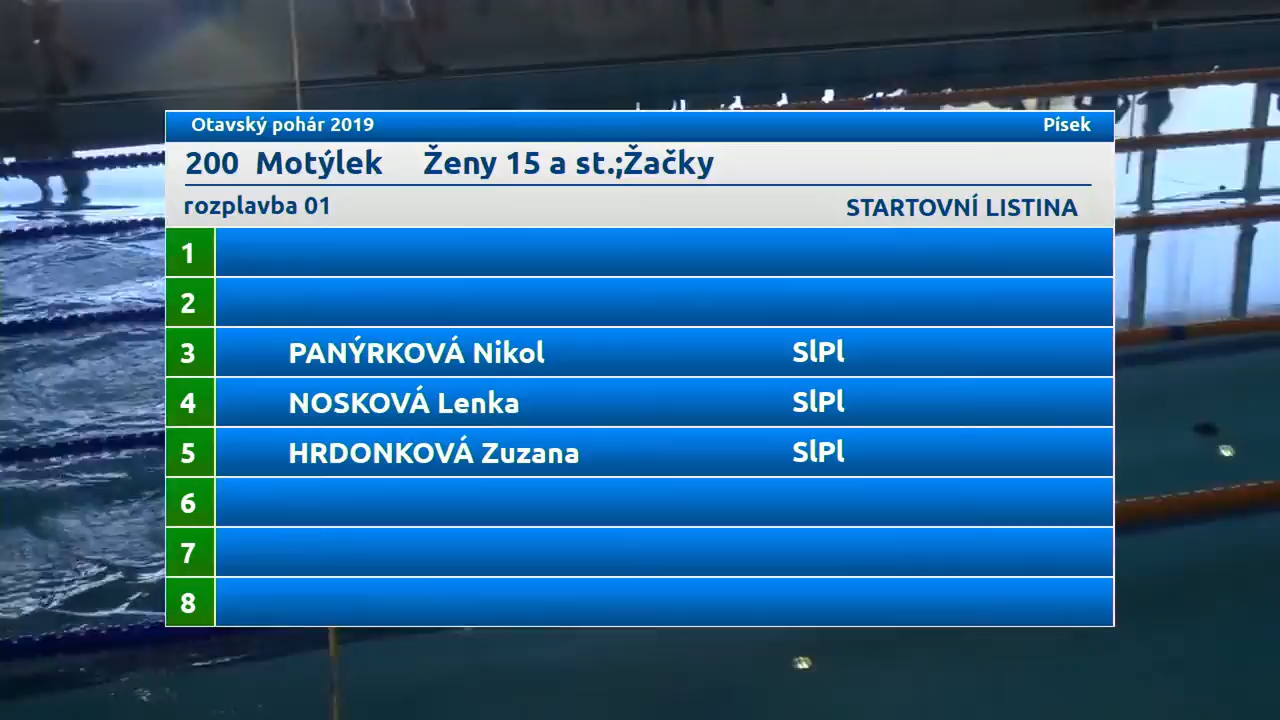 Otavský pohár 2019 Písek
200 Motýlek Ženy 15 a st.;Žačky
rozplavba 01 STARTOVNÍ LISTINA
1
2
3 PANÝRKOVÁ Nikol SlPl
4 NOSKOVÁ Lenka SlPl
5 HRDONKOVÁ Zuzana SlPl
6
7
8